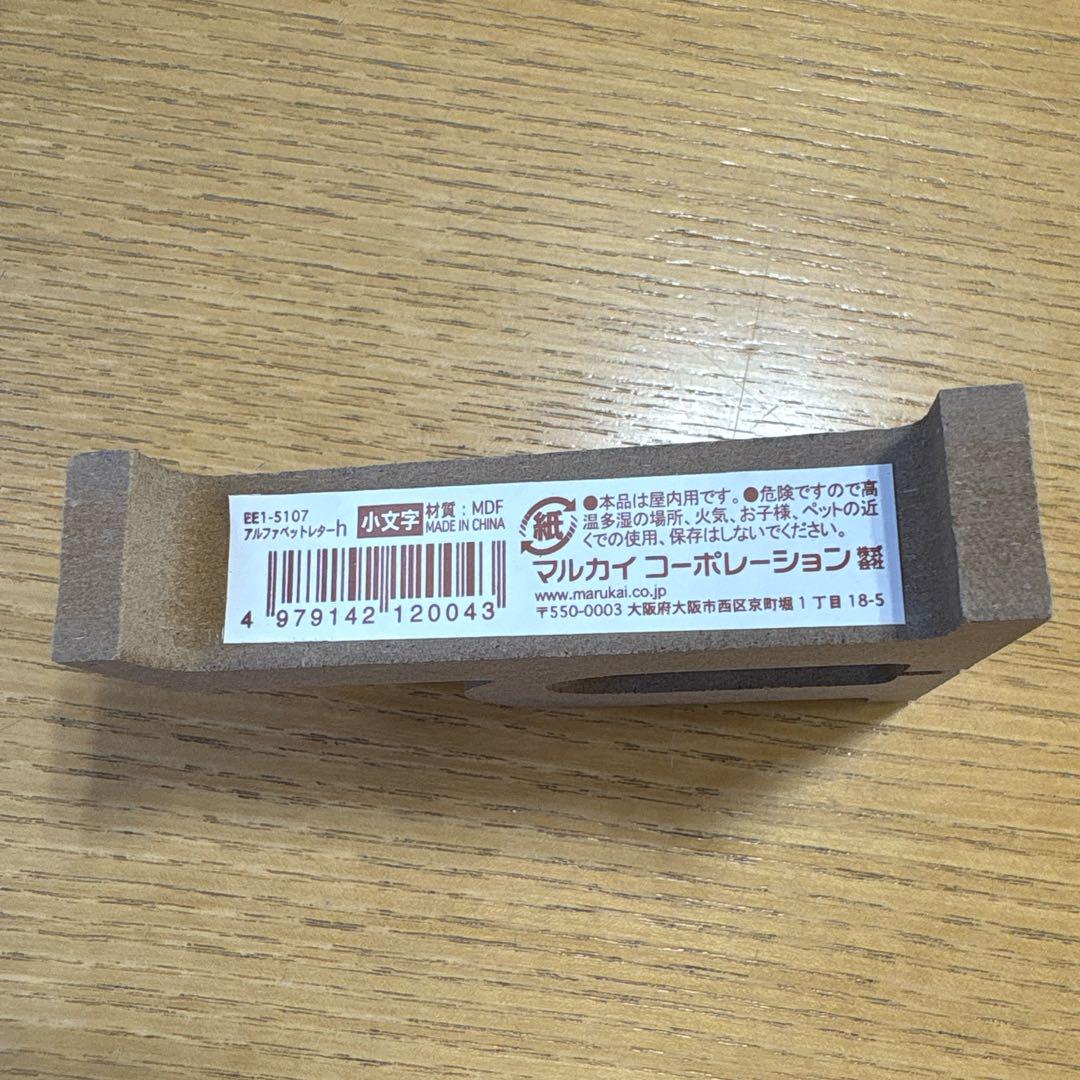 EE1-5107
アルファベットレターh
小文字
材質：MDF
MADE IN CHINA
4 979142 120043
紙
●本品は屋内用です。●危険ですので高
温多湿の場所、火気、お子様、ペットの近
くでの使用、保存はしないでください。
マルカイ コーポレーション 株式会社
www.marukai.co.jp
〒550-0003 大阪府大阪市西区京町堀1丁目18-5